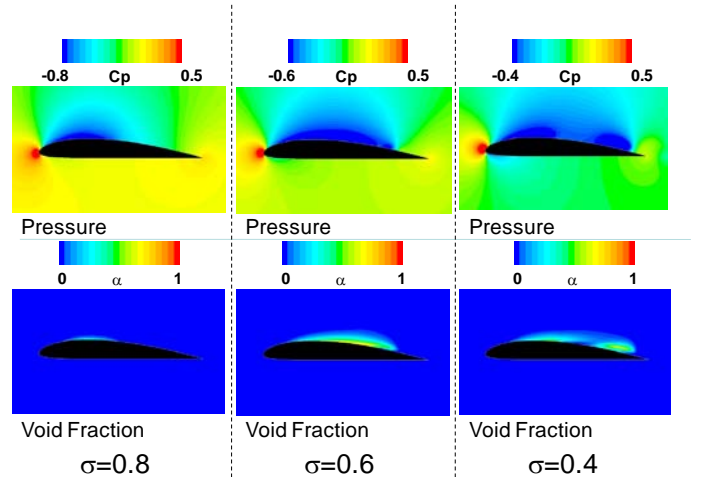 -0.8 Cp 0.5
-0.6 Cp 0.5
-0.4 Cp 0.5
Pressure
Pressure
Pressure
0 α 1
0 α 1
0 α 1
Void Fraction
Void Fraction
Void Fraction
σ=0.8
σ=0.6
σ=0.4